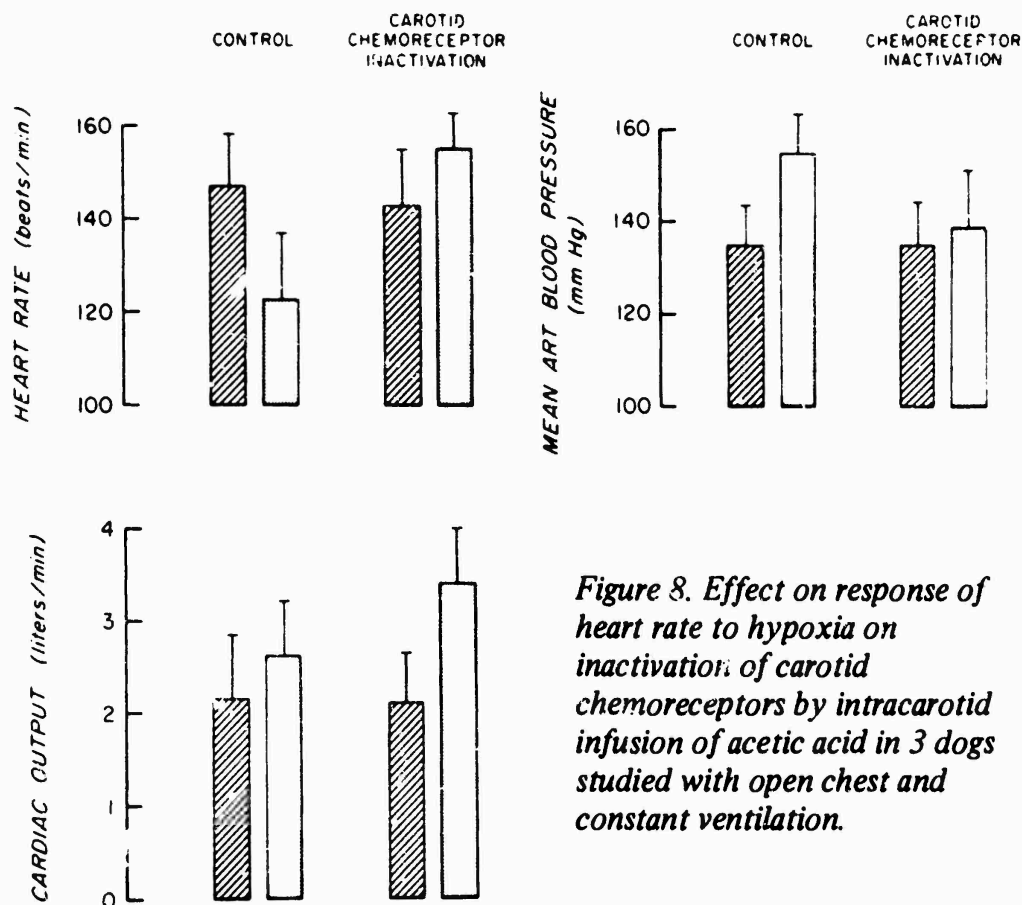 CONTROL
CAROTID
CHEMORECEPTOR
INACTIVATION
HEART RATE (beats/min)
160
140
120
100
CONTROL
CAROTID
CHEMORECEPTOR
INACTIVATION
MEAN ART BLOOD PRESSURE
(mm Hg)
160
140
120
100
CARDIAC OUTPUT (liters/min)
4
3
2
1
0
Figure 8. Effect on response of
heart rate to hypoxia on
inactivation of carotid
chemoreceptors by intracarotid
infusion of acetic acid in 3 dogs
studied with open chest and
constant ventilation.